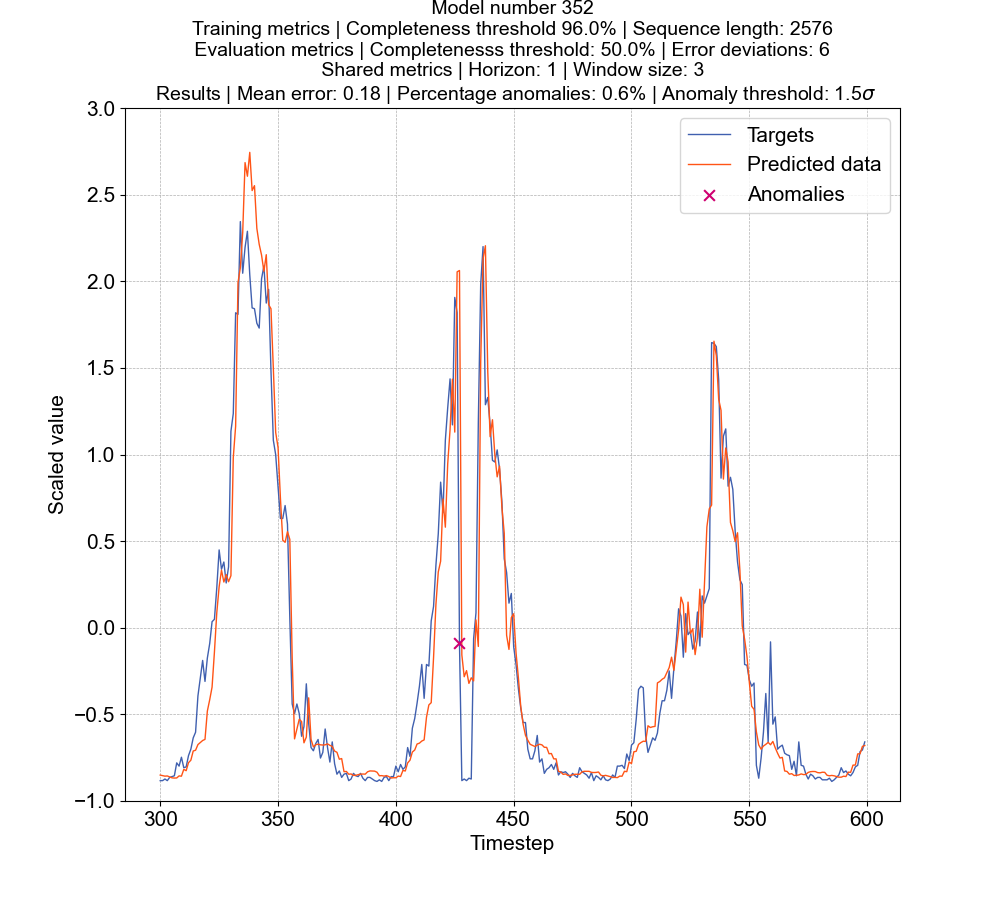 Model number 352
Training metrics | Completeness threshold 96.0% | Sequence length: 2576
Evaluation metrics | Completenesss threshold: 50.0% | Error deviations: 6
Shared metrics | Horizon: 1 | Window size: 3
Results | Mean error: 0.18 | Percentage anomalies: 0.6% | Anomaly threshold: 1.5σ
3.0
2.5
2.0
1.5
1.0
0.5
0.0
−0.5
−1.0
Scaled value
Targets
Predicted data
Anomalies
300 350 400 450 500 550 600
Timestep